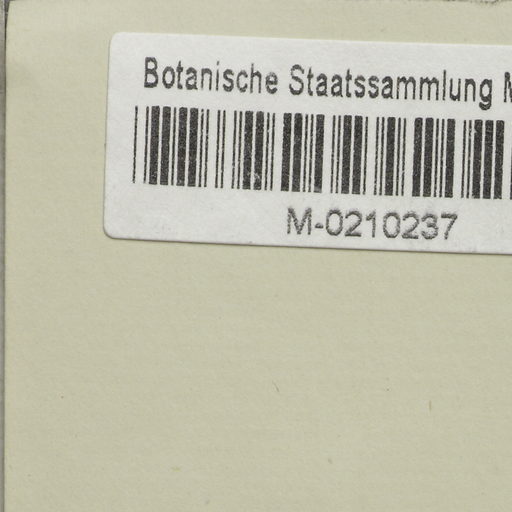 Botanische Staatssammlung M
M-0210237